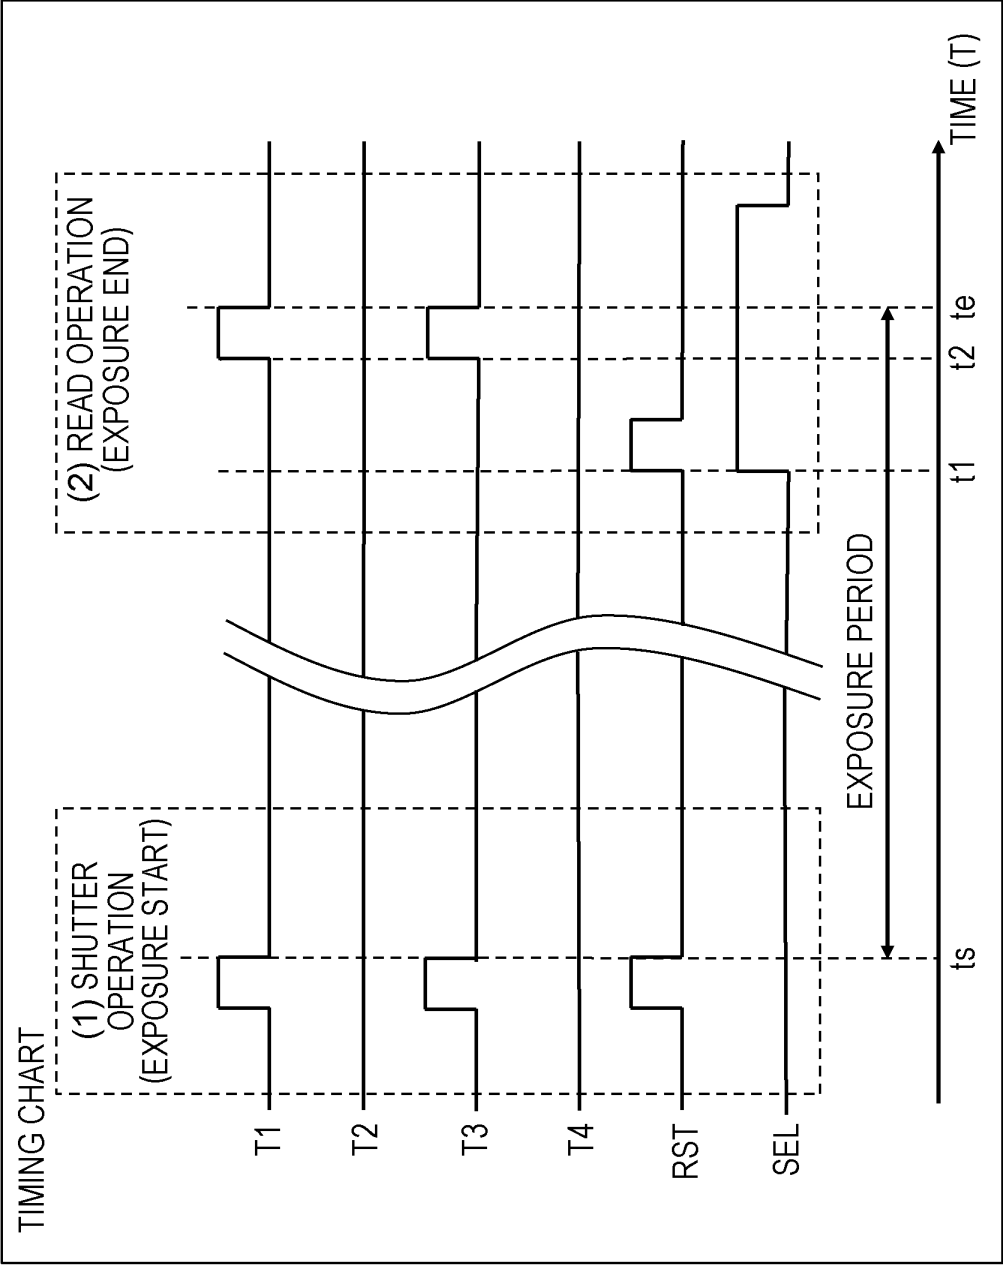 TIMING CHART
(1) SHUTTER
OPERATION
(EXPOSURE START)
(2) READ OPERATION
(EXPOSURE END)
T1
T2
T3
T4
RST
SEL
EXPOSURE PERIOD
ts
t1
t2
te
TIME (T)